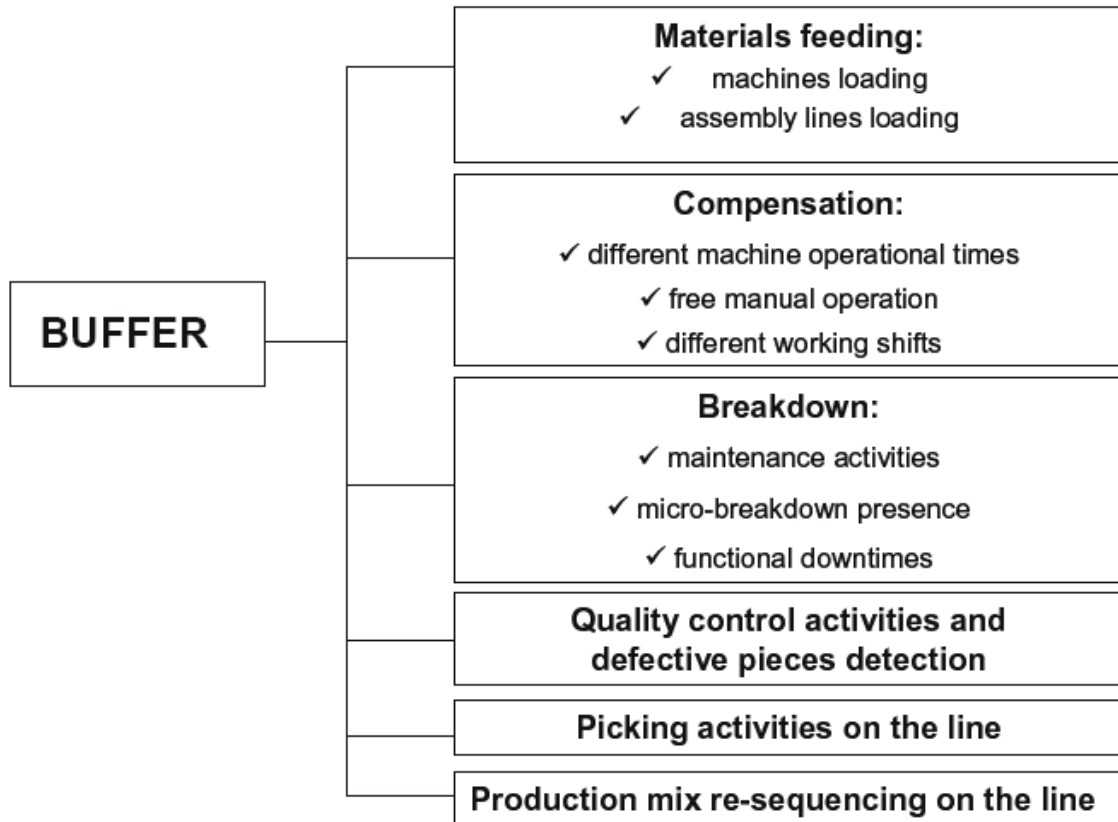 BUFFER
Materials feeding:
✓ machines loading
✓ assembly lines loading
Compensation:
✓ different machine operational times
✓ free manual operation
✓ different working shifts
Breakdown:
✓ maintenance activities
✓ micro-breakdown presence
✓ functional downtimes
Quality control activities and
defective pieces detection
Picking activities on the line
Production mix re-sequencing on the line